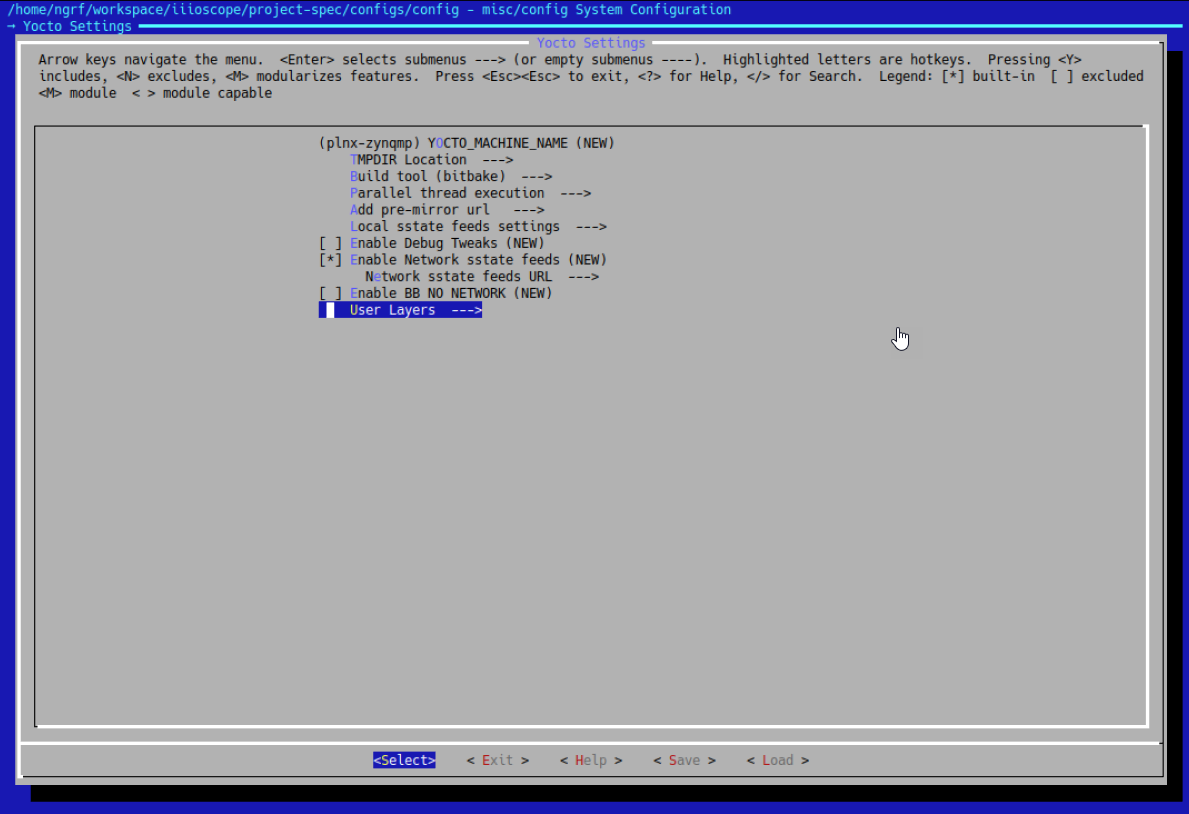 /home/ngrf/workspace/iiioscope/project-spec/configs/config - misc/config System Configuration
→ Yocto Settings
Yocto Settings
Arrow keys navigate the menu.  <Enter> selects submenus ---> (or empty submenus ----).  Highlighted letters are hotkeys.  Pressing <Y>
includes, <N> excludes, <M> modularizes features.  Press <Esc><Esc> to exit, <?> for Help, </> for Search.  Legend: [*] built-in  [ ] excluded
<M> module  < > module capable
(plnx-zynqmp) YOCTO_MACHINE_NAME (NEW)
TMPDIR Location  --->
Build tool (bitbake)  --->
Parallel thread execution  --->
Add pre-mirror url   --->
Local sstate feeds settings  --->
[ ] Enable Debug Tweaks (NEW)
[*] Enable Network sstate feeds (NEW)
Network sstate feeds URL  --->
[ ] Enable BB NO NETWORK (NEW)
User Layers  --->
<Select>    < Exit >    < Help >    < Save >    < Load >